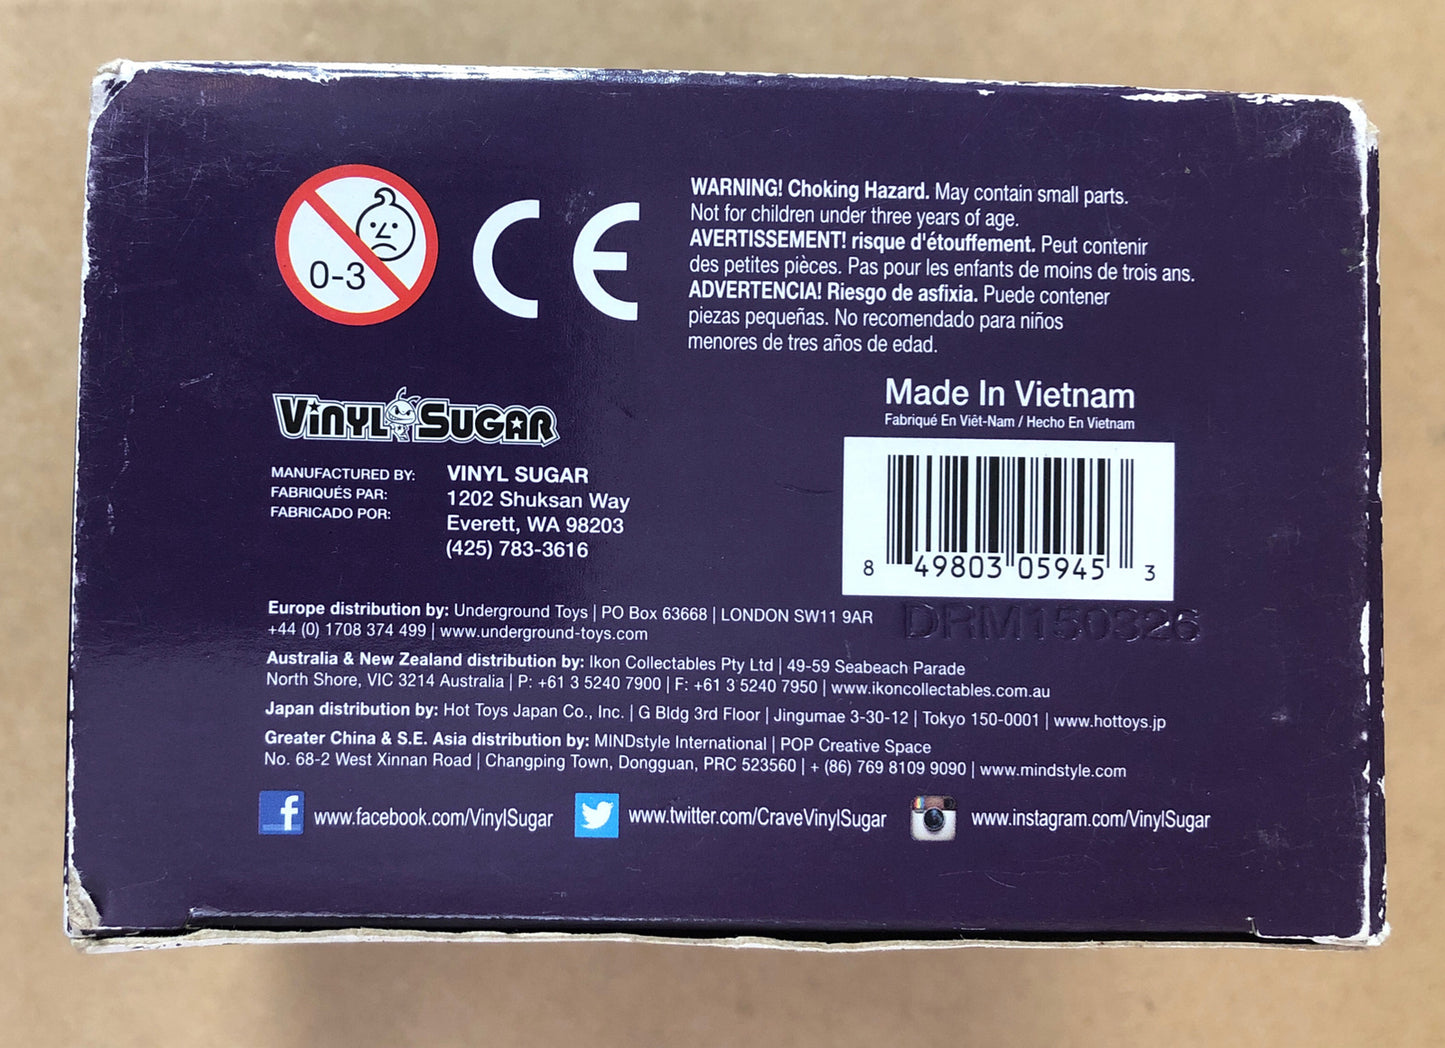 0-3
CE
WARNING! Choking Hazard. May contain small parts.
Not for children under three years of age.
AVERTISSEMENT! risque d'étouffement. Peut contenir
des petites pièces. Pas pour les enfants de moins de trois ans.
ADVERTENCIA! Riesgo de asfixia. Puede contener
piezas pequeñas. No recomendado para niños
menores de tres años de edad.
VINYL SUGAR
MANUFACTURED BY:
FABRIQUÉS PAR:
FABRICADO POR:
VINYL SUGAR
1202 Shuksan Way
Everett, WA 98203
(425) 783-3616
Made In Vietnam
Fabriqué En Viêt-Nam / Hecho En Vietnam
8 49803 05945 3
DRM150326
Europe distribution by: Underground Toys | PO Box 63668 | LONDON SW11 9AR
+44 (0) 1708 374 499 | www.underground-toys.com
Australia & New Zealand distribution by: Ikon Collectables Pty Ltd | 49-59 Seabeach Parade
North Shore, VIC 3214 Australia | P: +61 3 5240 7900 | F: +61 3 5240 7950 | www.ikoncollectables.com.au
Japan distribution by: Hot Toys Japan Co., Inc. | G Bldg 3rd Floor | Jingumae 3-30-12 | Tokyo 150-0001 | www.hottoys.jp
Greater China & S.E. Asia distribution by: MINDstyle International | POP Creative Space
No. 68-2 West Xinnan Road | Changping Town, Dongguan, PRC 523560 | + (86) 769 8109 9090 | www.mindstyle.com
www.facebook.com/VinylSugar
www.twitter.com/CraveVinylSugar
www.instagram.com/VinylSugar